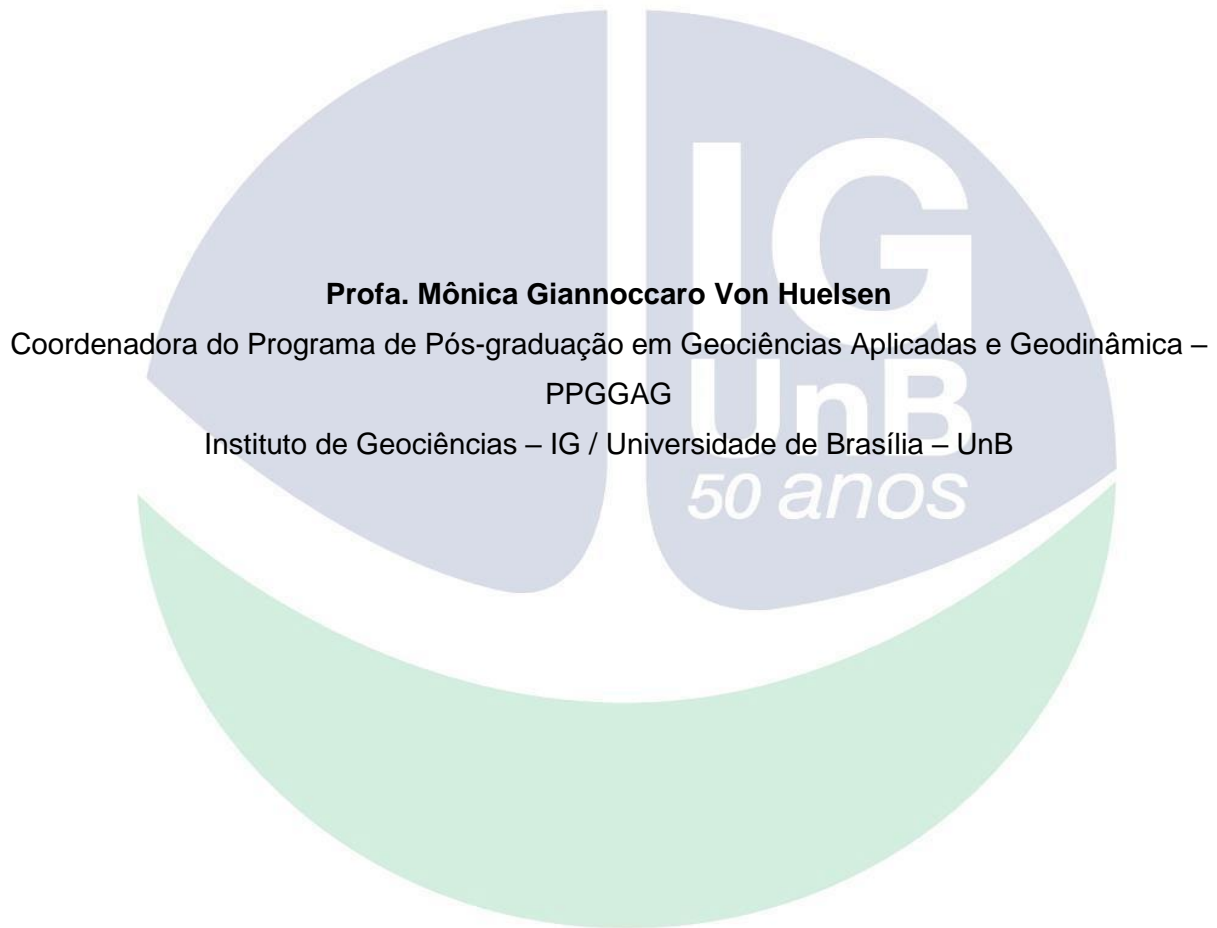 IG
UnB
50 anos
Profa. Mônica Giannoccaro Von Huelsen
Coordenadora do Programa de Pós-graduação em Geociências Aplicadas e Geodinâmica –
PPGGAG
Instituto de Geociências – IG / Universidade de Brasília – UnB